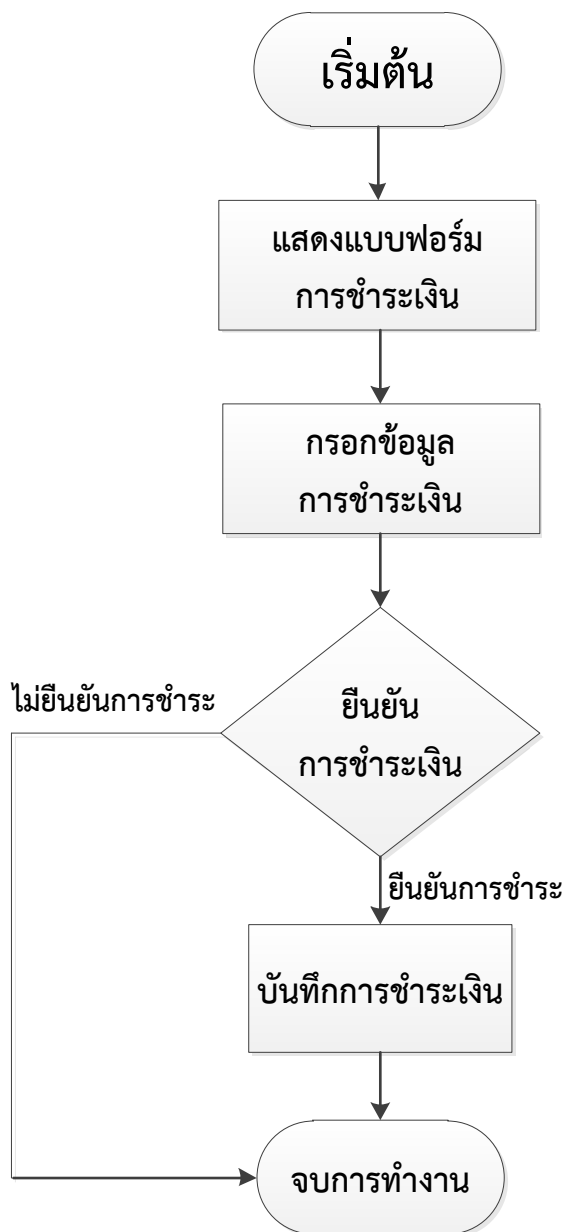 เริ่มต้น
แสดงแบบฟอร์ม
การชำระเงิน
กรอกข้อมูล
การชำระเงิน
ไม่ยืนยันการชำระ
ยืนยัน
การชำระเงิน
ยืนยันการชำระ
บันทึกการชำระเงิน
จบการทำงาน